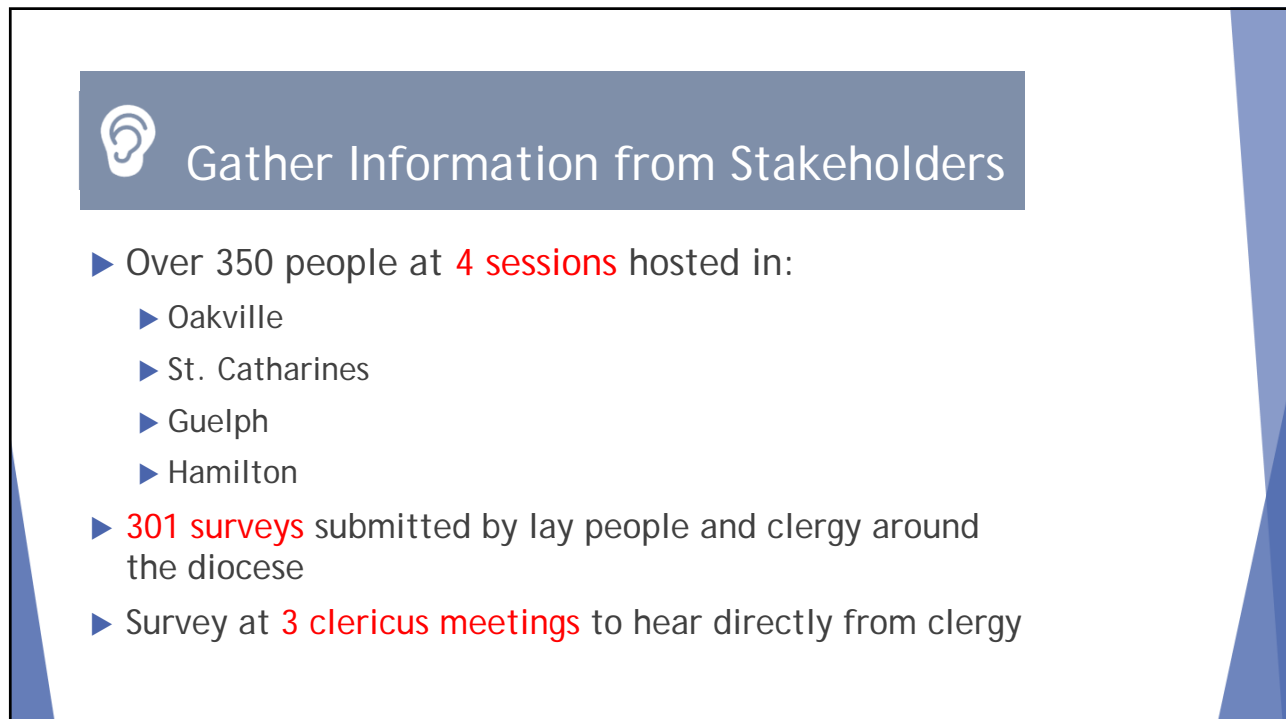 Gather Information from Stakeholders
Over 350 people at 4 sessions hosted in:
Oakville
St. Catharines
Guelph
Hamilton
301 surveys submitted by lay people and clergy around
the diocese
Survey at 3 clericus meetings to hear directly from clergy